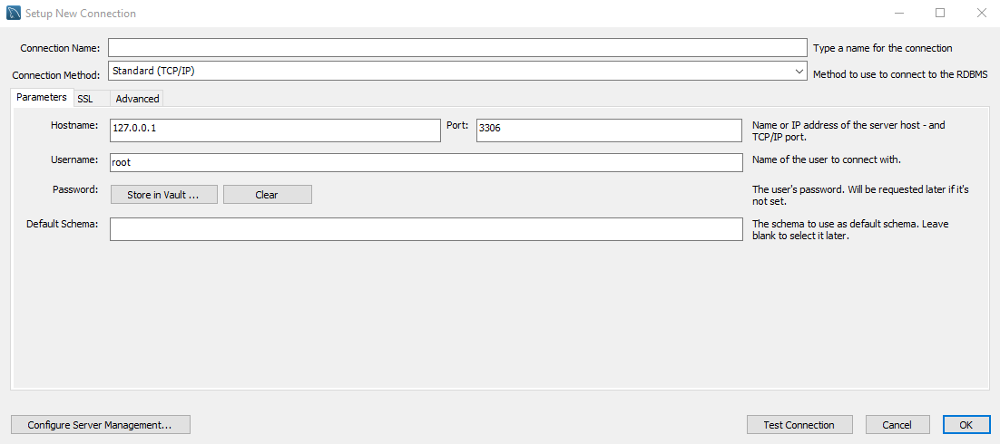 Setup New Connection
Connection Name:
Type a name for the connection
Connection Method: Standard (TCP/IP)
Method to use to connect to the RDBMS
Parameters SSL Advanced
Hostname: 127.0.0.1 Port: 3306
Name or IP address of the server host - and
TCP/IP port.
Username: root
Name of the user to connect with.
Password: Store in Vault ... Clear
The user's password. Will be requested later if it's
not set.
Default Schema:
The schema to use as default schema. Leave
blank to select it later.
Configure Server Management... Test Connection Cancel OK